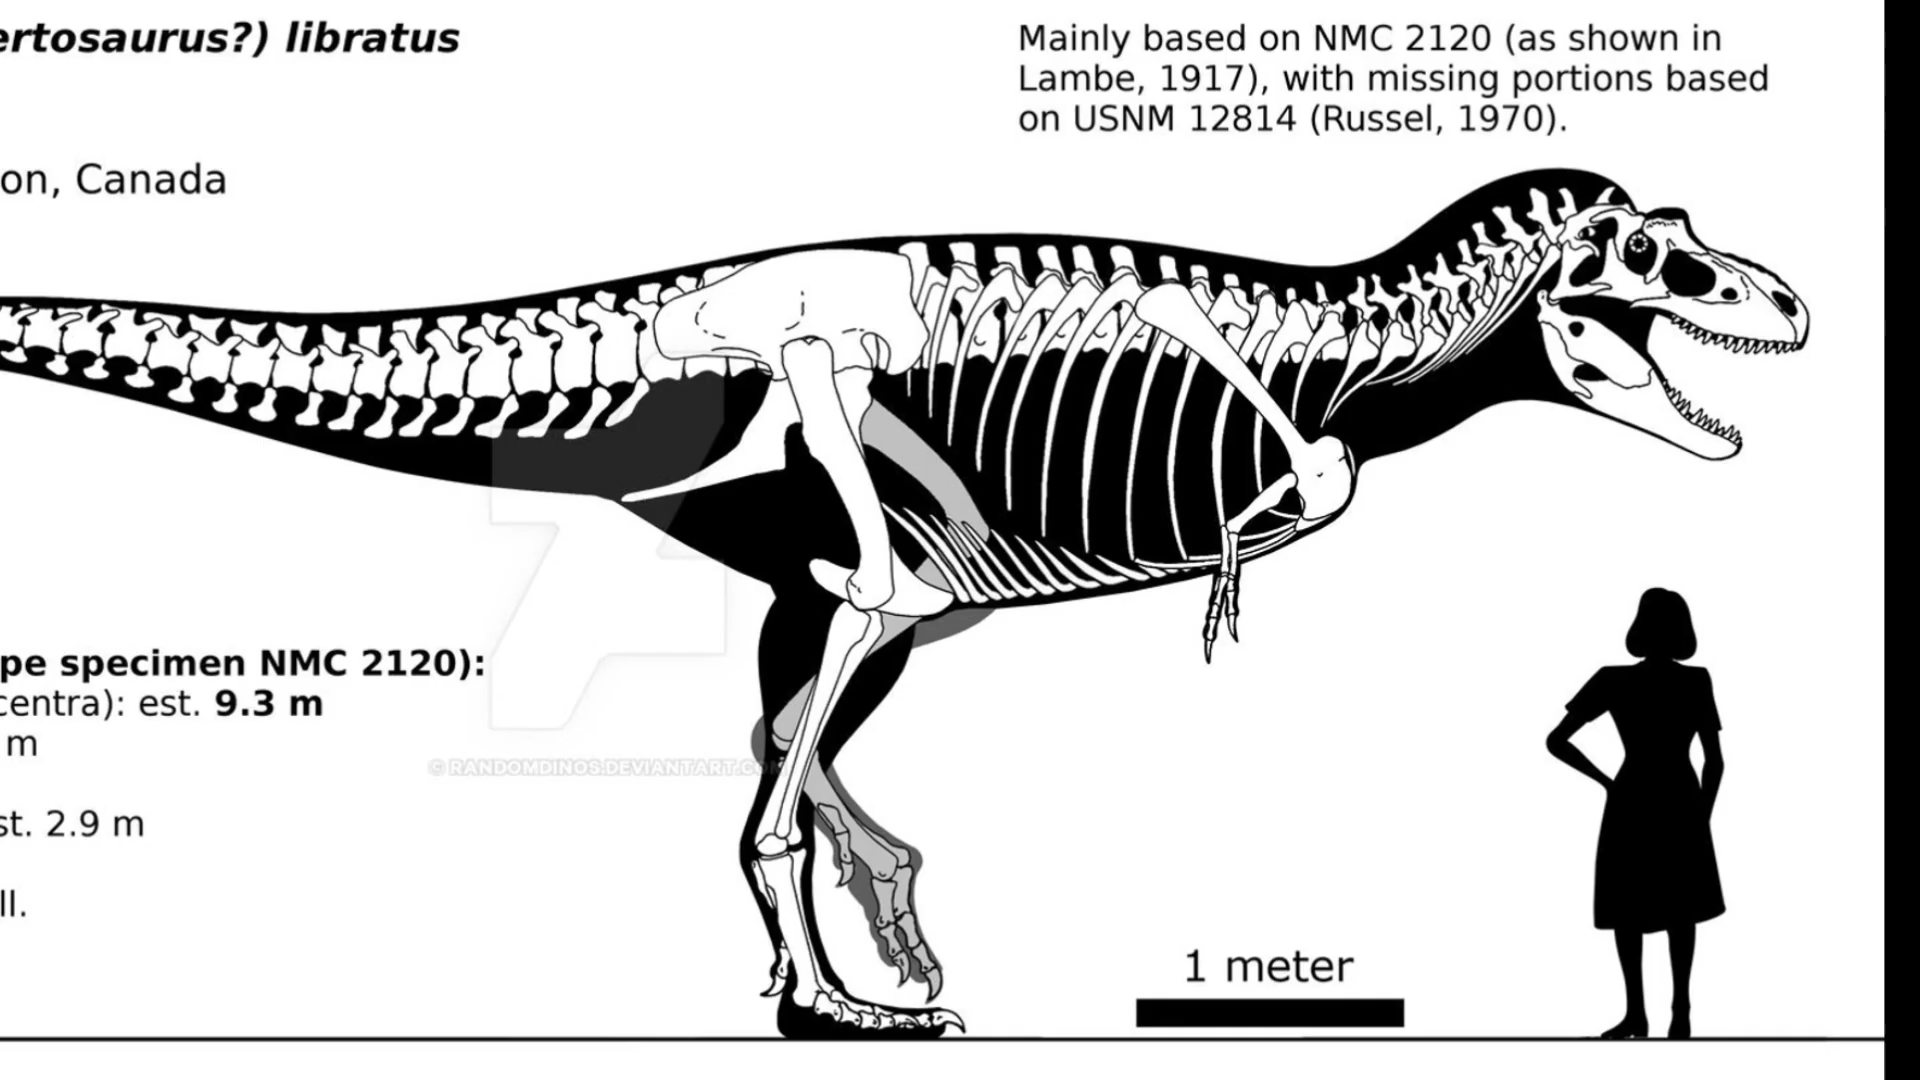 ertosaurus?) libratus
Mainly based on NMC 2120 (as shown in
Lambe, 1917), with missing portions based
on USNM 12814 (Russel, 1970).
on, Canada
pe specimen NMC 2120):
centra): est. 9.3 m
m
st. 2.9 m
ll.
© RANDOMDINOS.DEVIANTART.COM
1 meter